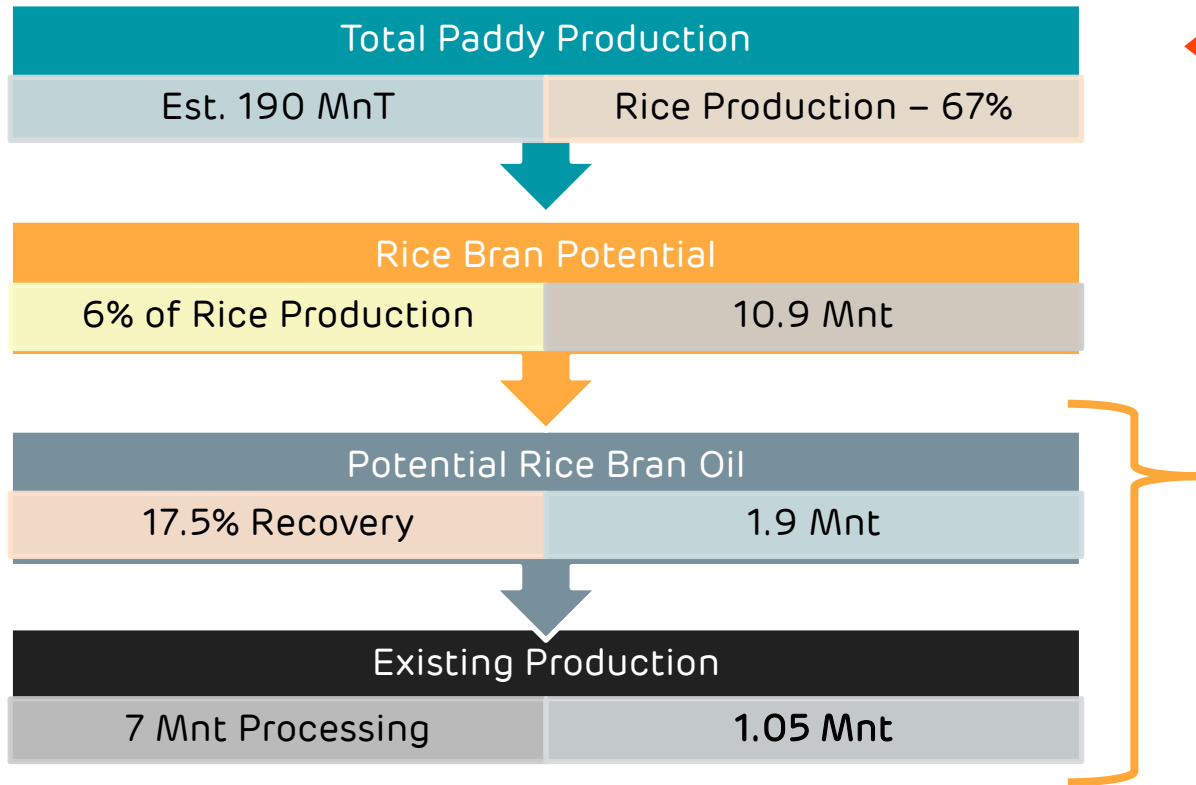 Total Paddy Production
Est. 190 MnT
Rice Production – 67%
Rice Bran Potential
6% of Rice Production
10.9 Mnt
Potential Rice Bran Oil
17.5% Recovery
1.9 Mnt
Existing Production
7 Mnt Processing
1.05 Mnt